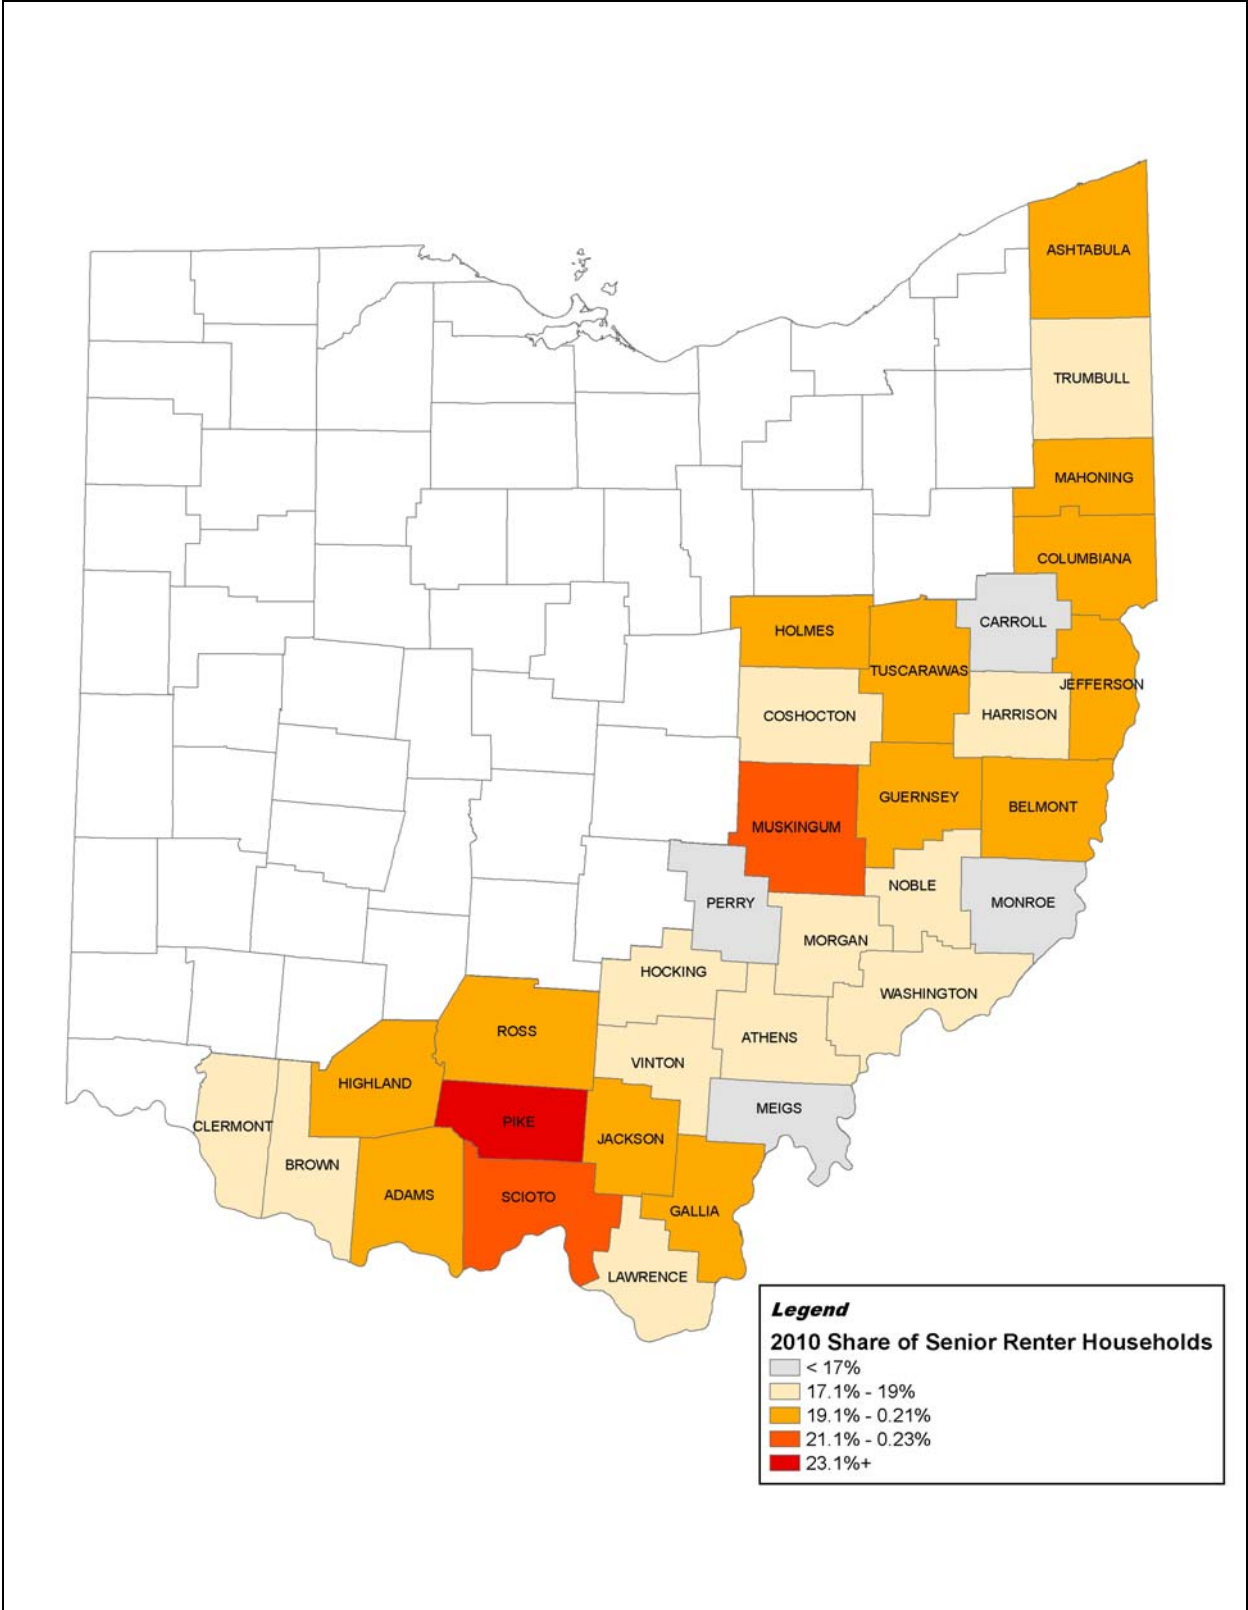 ASHTABULA
TRUMBULL
MAHONING
COLUMBIANA
CARROLL
HOLMES
TUSCARAWAS
JEFFERSON
COSHOCTON
HARRISON
GUERNSEY
BELMONT
MUSKINGUM
NOBLE
PERRY
MONROE
MORGAN
HOCKING
WASHINGTON
ROSS
ATHENS
VINTON
HIGHLAND
MEIGS
PIKE
CLERMONT
JACKSON
BROWN
ADAMS
SCIOTO
GALLIA
LAWRENCE
Legend
2010 Share of Senior Renter Households
< 17%
17.1% - 19%
19.1% - 0.21%
21.1% - 0.23%
23.1%+